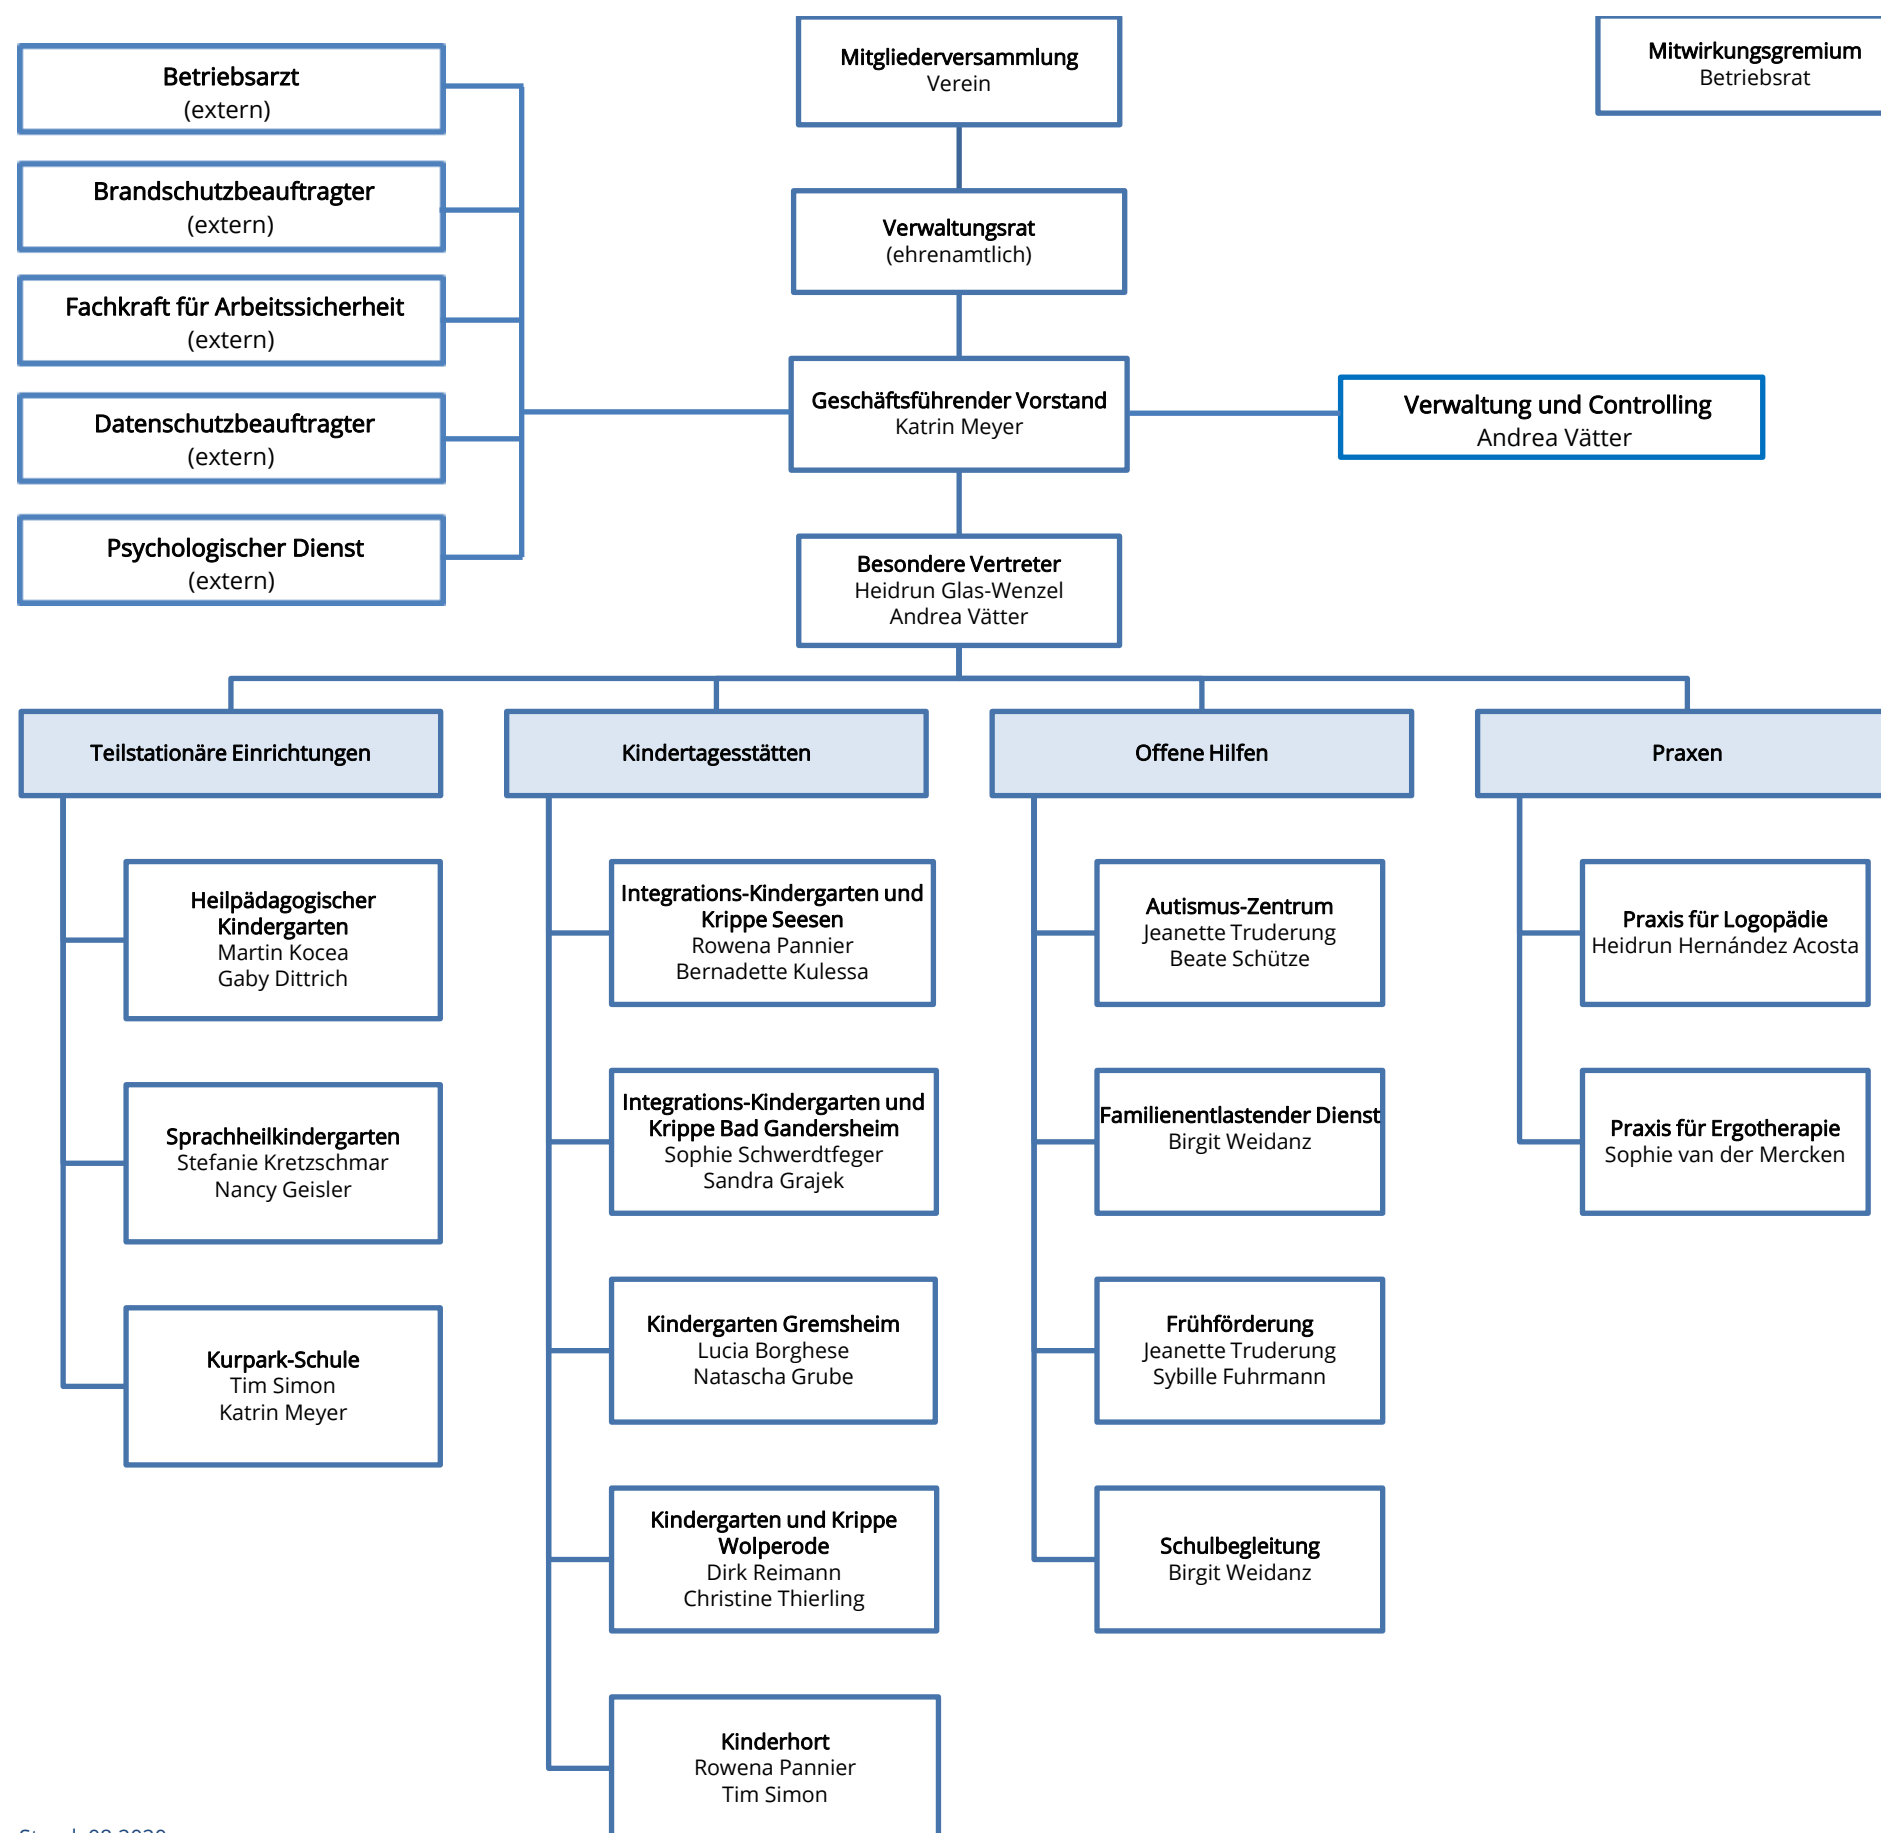 Mitgliederversammlung
Verein
Mitwirkungsgremium
Betriebsrat
Betriebsarzt
(extern)
Brandschutzbeauftragter
(extern)
Fachkraft für Arbeitssicherheit
(extern)
Datenschutzbeauftragter
(extern)
Psychologischer Dienst
(extern)
Verwaltungsrat
(ehrenamtlich)
Geschäftsführender Vorstand
Katrin Meyer
Verwaltung und Controlling
Andrea Vätter
Besondere Vertreter
Heidrun Glas-Wenzel
Andrea Vätter
Teilstationäre Einrichtungen
Heilpädagogischer
Kindergarten
Martin Kocea
Gaby Dittrich
Sprachheilkindergarten
Stefanie Kretzschmar
Nancy Geisler
Kurpark-Schule
Tim Simon
Katrin Meyer
Kindertagesstätten
Integrations-Kindergarten und
Krippe Seesen
Rowena Pannier
Bernadette Kulessa
Integrations-Kindergarten und
Krippe Bad Gandersheim
Sophie Schwerdtfeger
Sandra Grajek
Kindergarten Gremsheim
Lucia Borghese
Natascha Grube
Kindergarten und Krippe
Wolperode
Dirk Reimann
Christine Thierling
Kinderhort
Rowena Pannier
Tim Simon
Offene Hilfen
Autismus-Zentrum
Jeanette Truderung
Beate Schütze
Familienentlastender Dienst
Birgit Weidanz
Frühförderung
Jeanette Truderung
Sybille Fuhrmann
Schulbegleitung
Birgit Weidanz
Praxen
Praxis für Logopädie
Heidrun Hernández Acosta
Praxis für Ergotherapie
Sophie van der Mercken